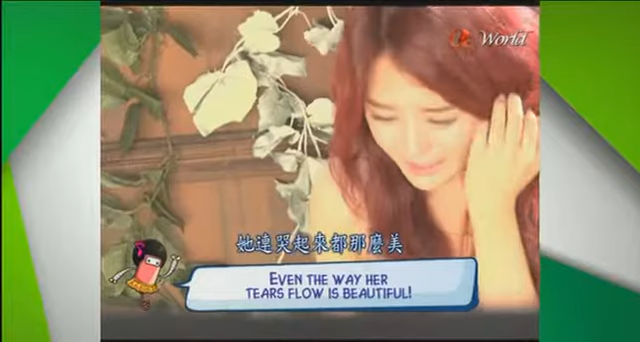 World
她連哭起來都那麼美
EVEN THE WAY HER
TEARS FLOW IS BEAUTIFUL!